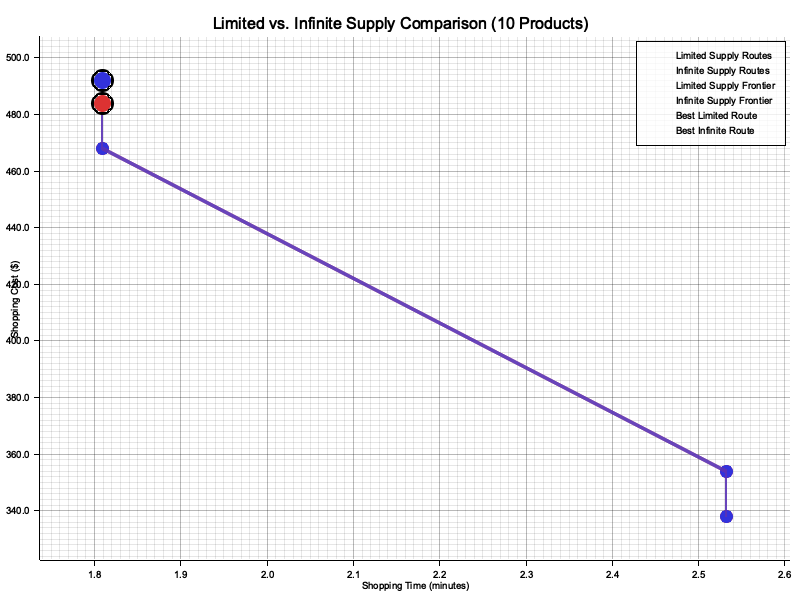 Limited vs. Infinite Supply Comparison (10 Products)
Limited Supply Routes
Infinite Supply Routes
Limited Supply Frontier
Infinite Supply Frontier
Best Limited Route
Best Infinite Route
500.0
480.0
460.0
440.0
420.0
400.0
380.0
360.0
340.0
Shopping Cost ($)
1.8
1.9
2.0
2.1
2.2
2.3
2.4
2.5
2.6
Shopping Time (minutes)